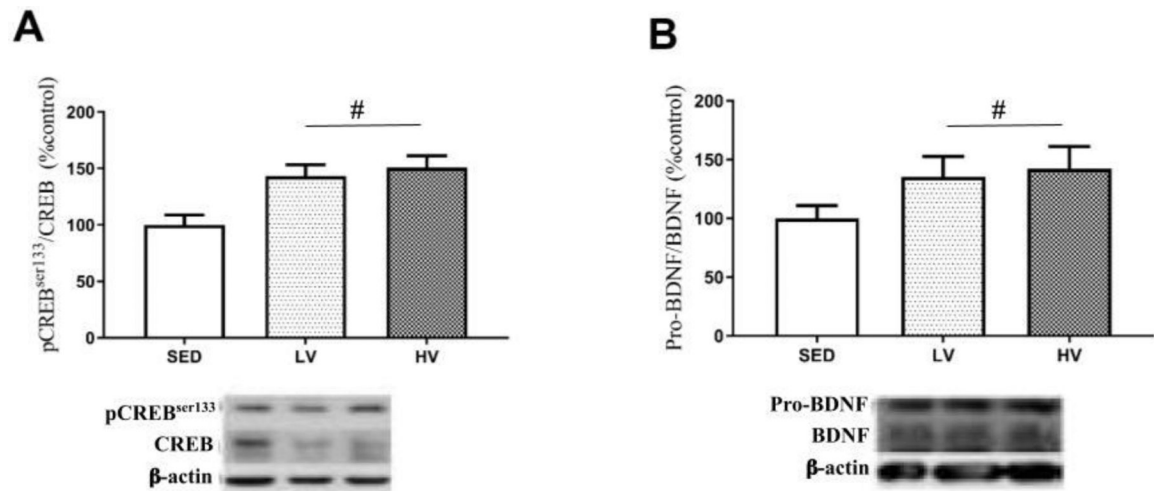 A
pCREBser133/CREB (%control)
200
150
100
50
0
#
SED LV HV
pCREBser133
CREB
β-actin
B
Pro-BDNF/BDNF (%control)
200
150
100
50
0
#
SED LV HV
Pro-BDNF
BDNF
β-actin